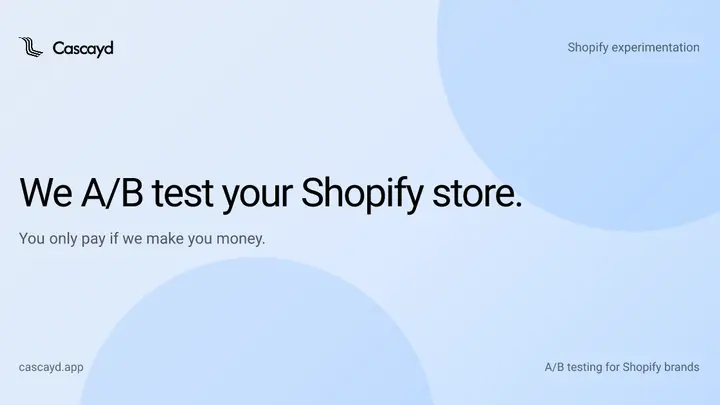 Cascayd
Shopify experimentation
We A/B test your Shopify store.
You only pay if we make you money.
cascayd.app
A/B testing for Shopify brands